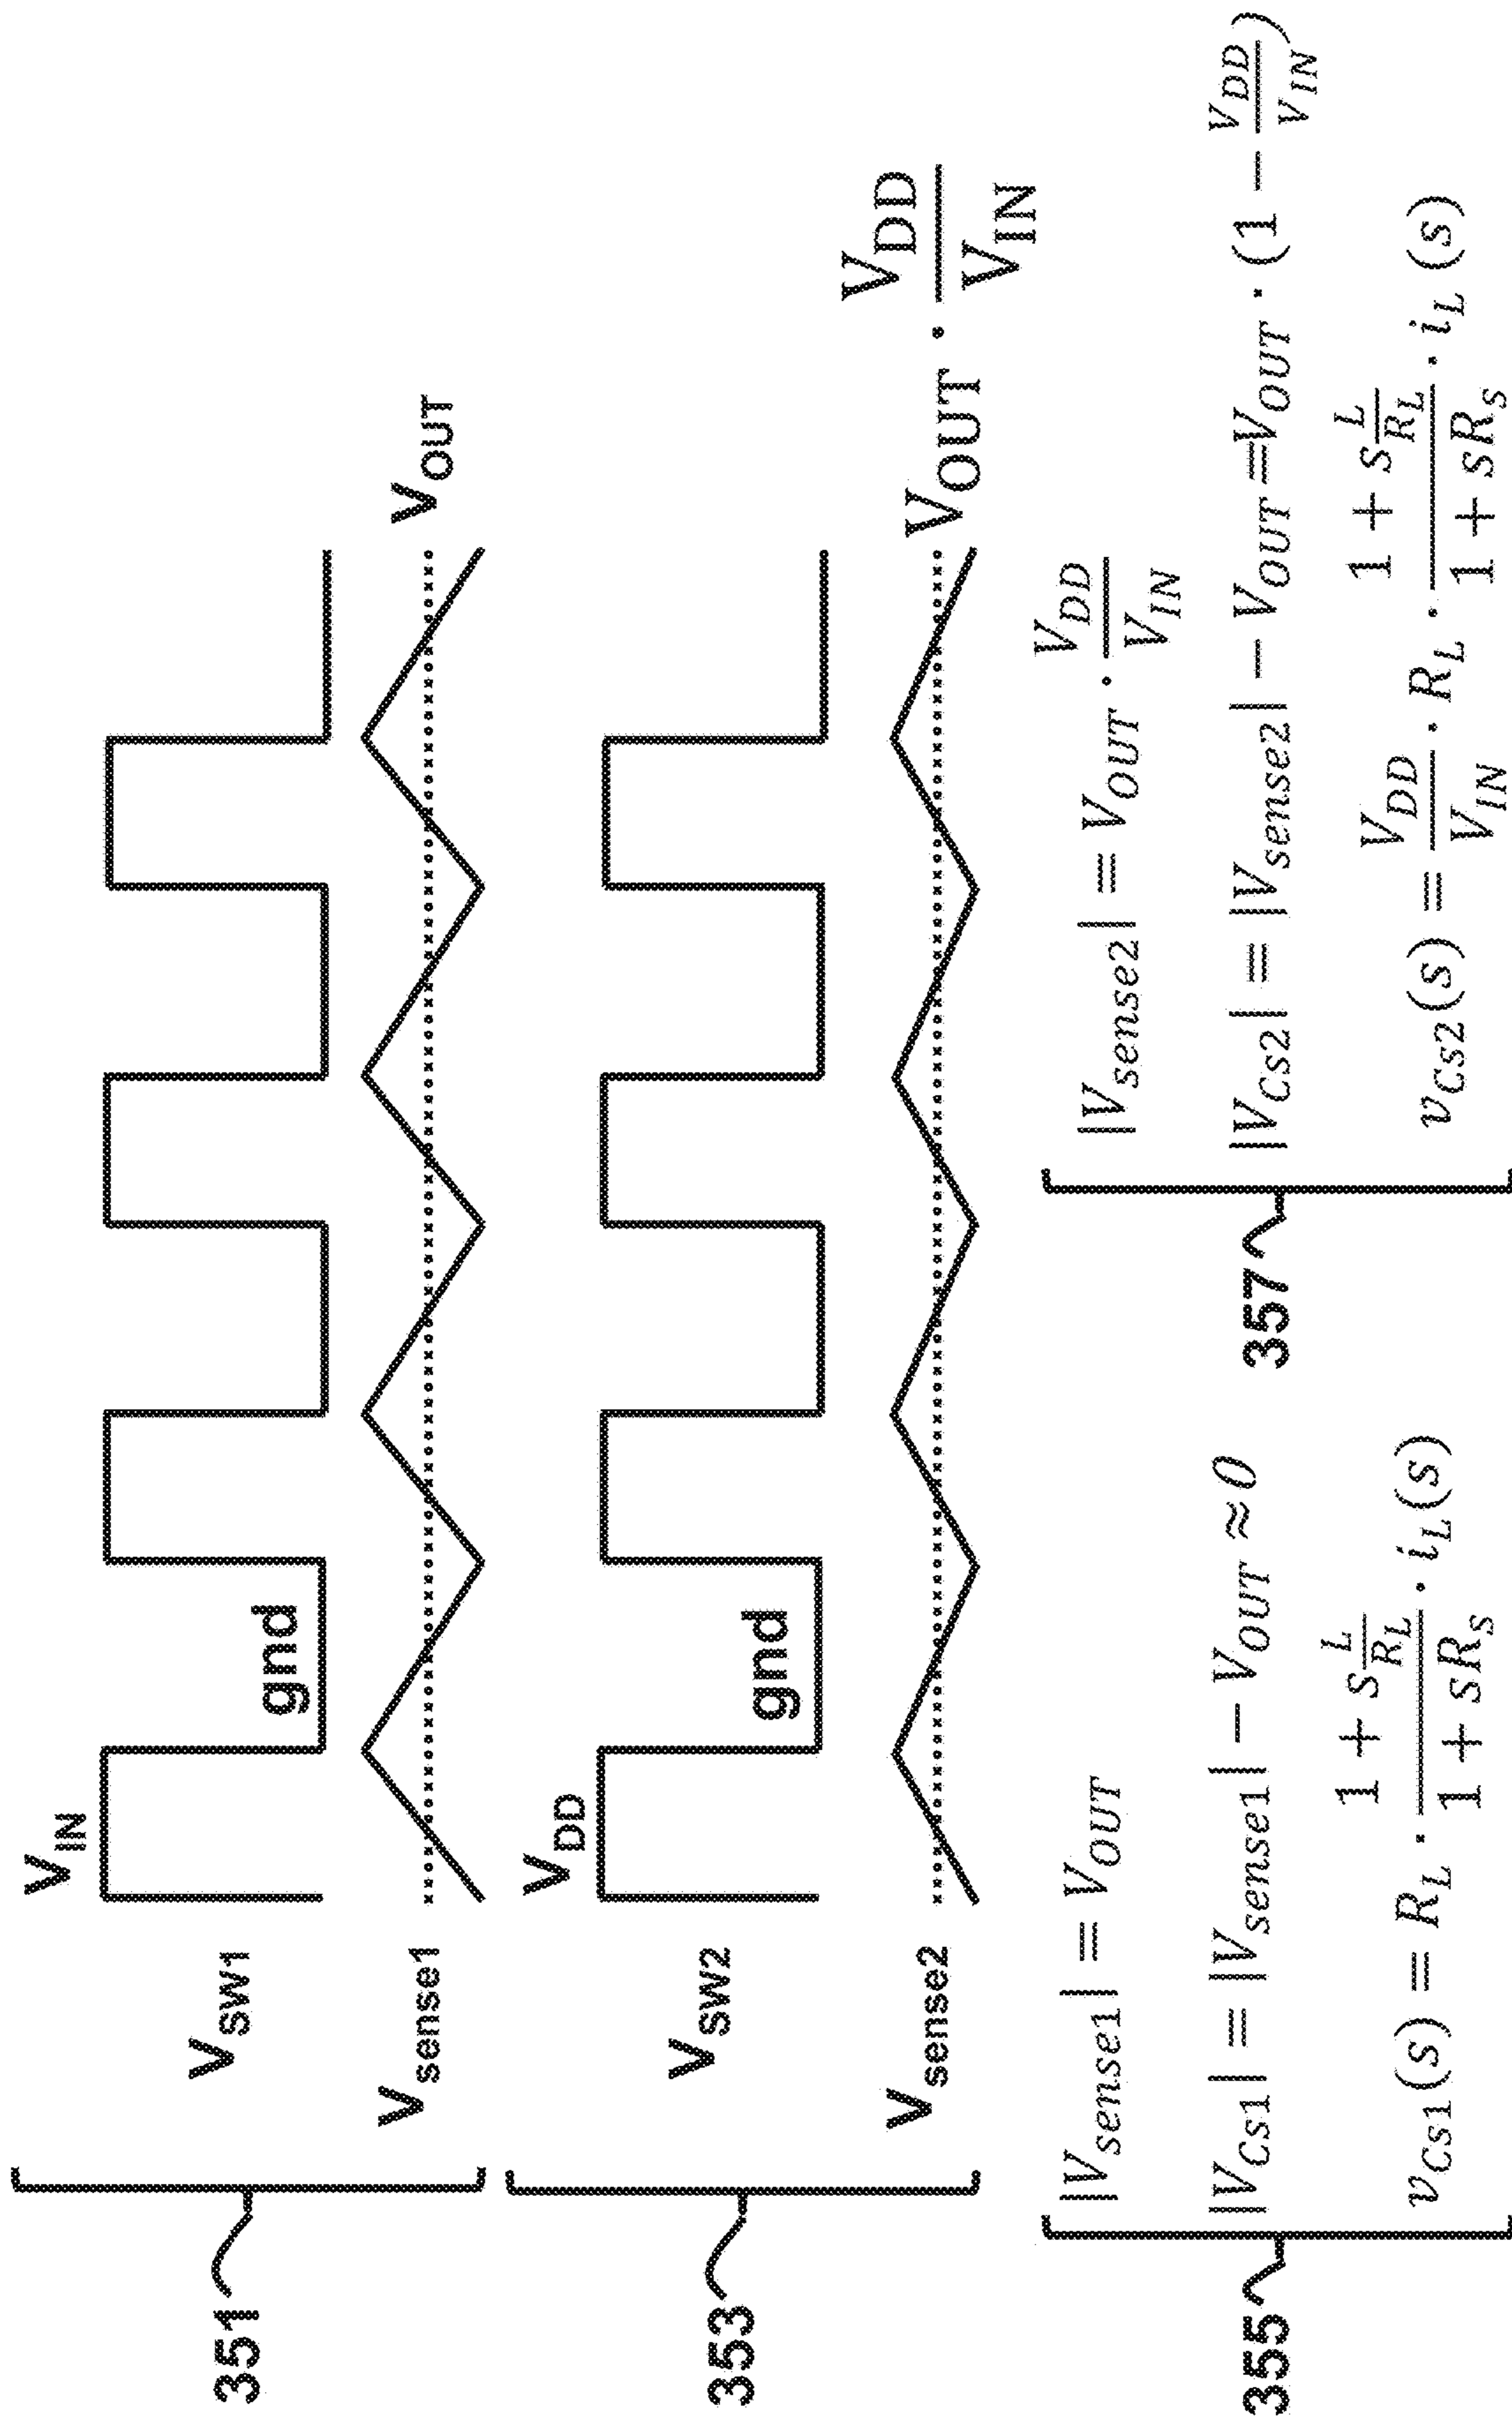 V_IN
351
V_SW1
gnd
V_sense1
V_OUT
V_DD
353
V_SW2
gnd
V_sense2
V_OUT · V_DD/V_IN
355
|V_sense1| = V_OUT
|V_Cs1| = |V_sense1| − V_OUT ≈ 0
v_Cs1(s) = R_L · (1 + s L/R_L)/(1 + sR_s) · i_L(s)
357
|V_sense2| = V_OUT · V_DD/V_IN
|V_Cs2| = |V_sense2| − V_OUT =V_OUT · (1 − V_DD/V_IN)
v_Cs2(s) = V_DD/V_IN · R_L · (1 + s L/R_L)/(1 + sR_s) · i_L (s)